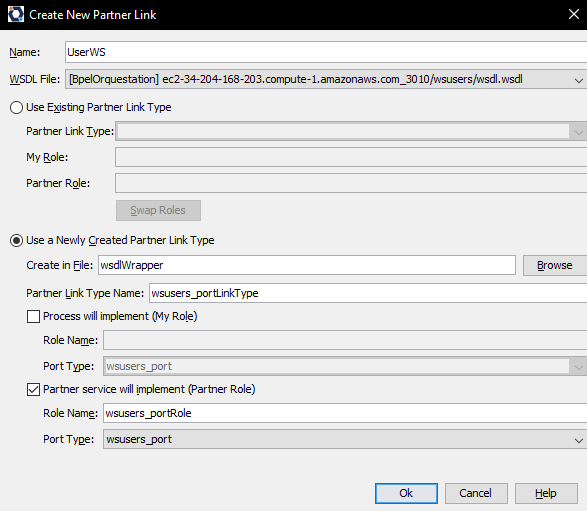 Create New Partner Link
Name: UserWS
WSDL File: [BpelOrquestation] ec2-34-204-168-203.compute-1.amazonaws.com_3010/wsusers/wsdl.wsdl
Use Existing Partner Link Type
Partner Link Type:
My Role:
Partner Role:
Swap Roles
Use a Newly Created Partner Link Type
Create in File: wsdlWrapper Browse
Partner Link Type Name: wsusers_portLinkType
Process will implement (My Role)
Role Name:
Port Type: wsusers_port
Partner service will implement (Partner Role)
Role Name: wsusers_portRole
Port Type: wsusers_port
Ok Cancel Help